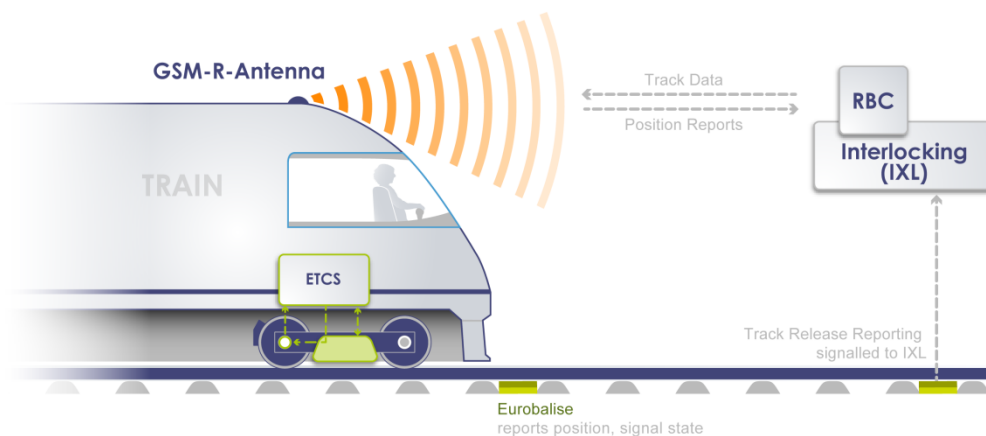 GSM-R-Antenna
Track Data
Position Reports
RBC
Interlocking
(IXL)
TRAIN
ETCS
Track Release Reporting
signalled to IXL
Eurobalise
reports position, signal state